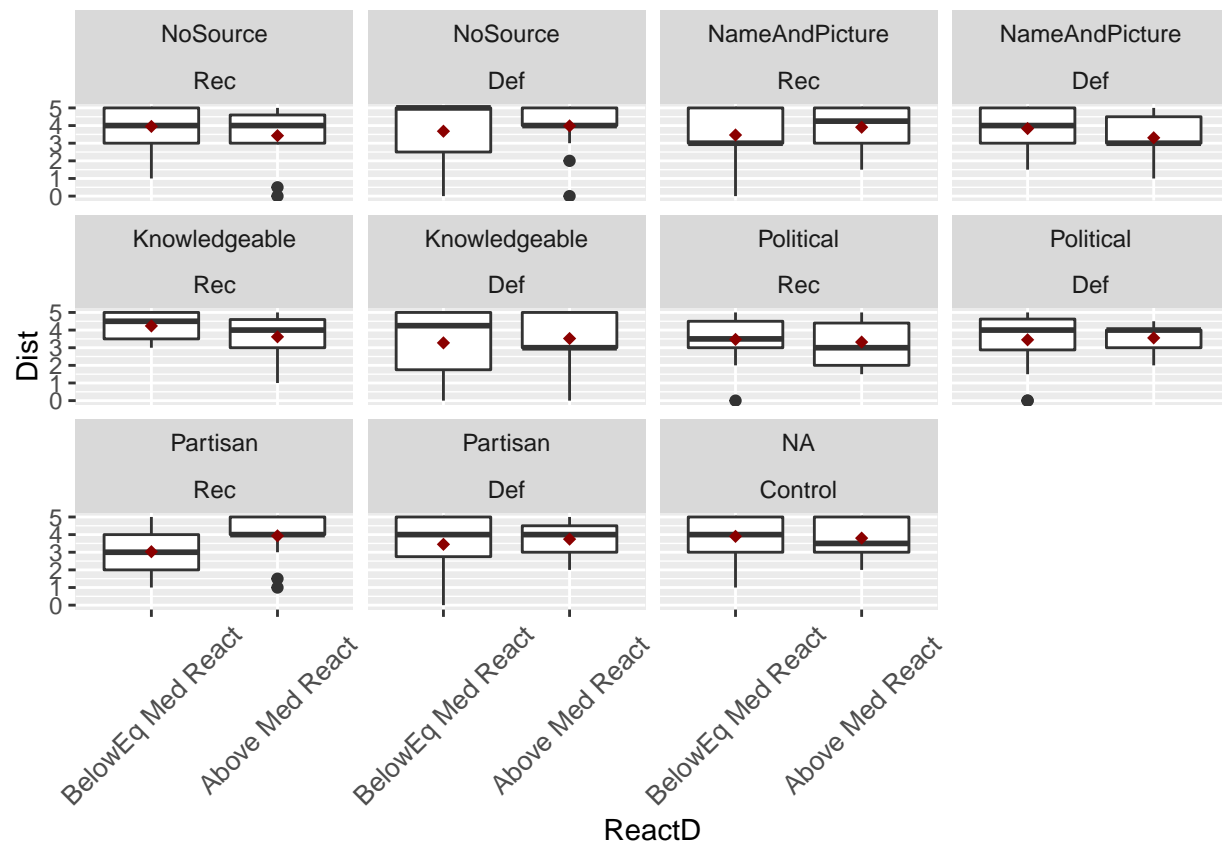 NoSource NoSource NameAndPicture NameAndPicture
Rec Def Rec Def
5
4
3
2
1
0
Knowledgeable Knowledgeable Political Political
Rec Def Rec Def
5
4
3
2
1
0
Dist
Partisan Partisan NA
Rec Def Control
5
4
3
2
1
0
BelowEq Med React
Above Med React
BelowEq Med React
Above Med React
BelowEq Med React
Above Med React
ReactD